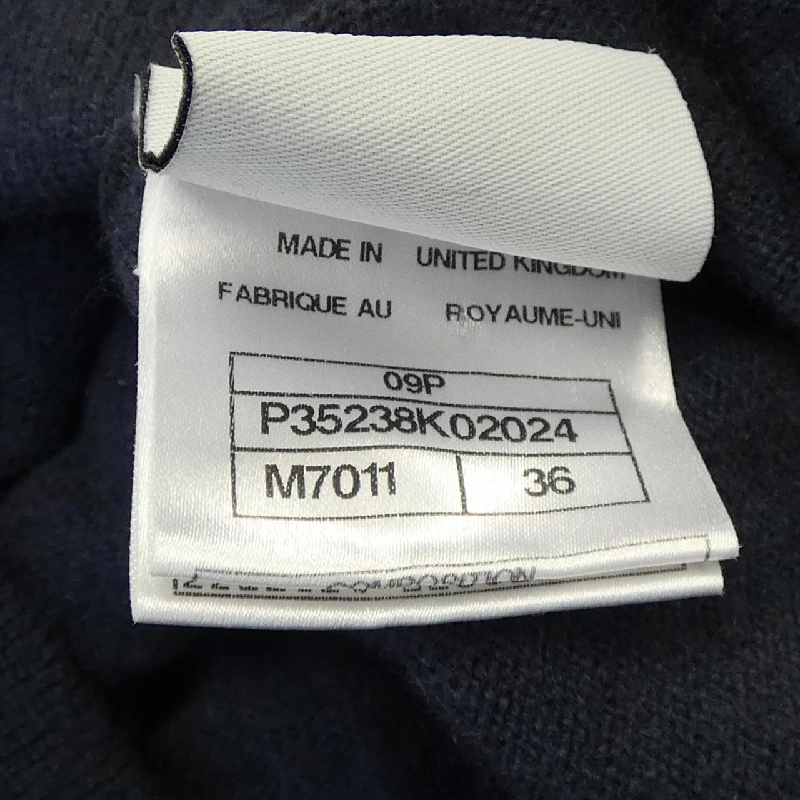 MADE IN UNITED KINGDOM
FABRIQUE AU ROYAUME-UNI
09P
P35238K02024
M7011 36